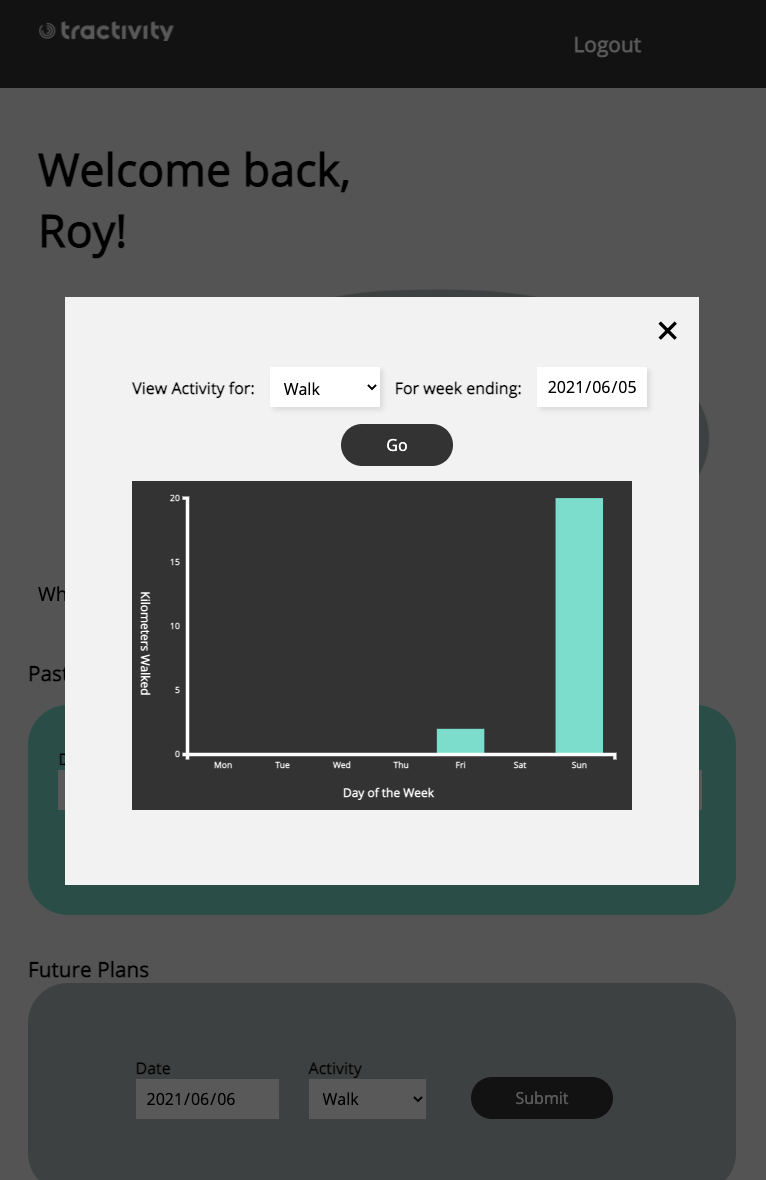 tractivity
Logout
Welcome back,
Roy!
View Activity for: Walk For week ending: 2021/06/05
Go
20
15
10
5
0
Kilometers Walked
Mon Tue Wed Thu Fri Sat Sun
Day of the Week
Wh
Past
D
Future Plans
Date Activity
2021/06/06 Walk Submit